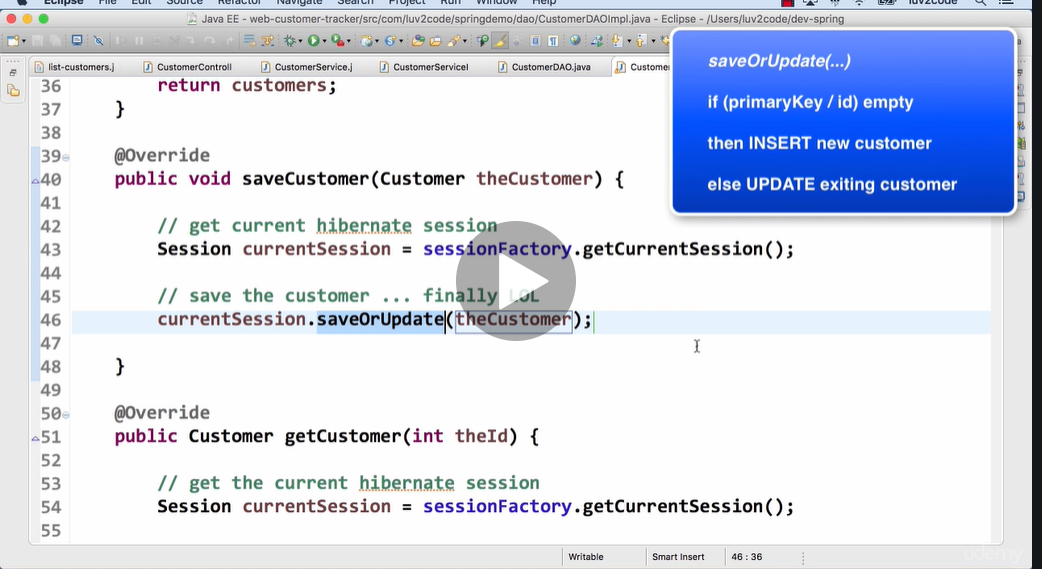 Eclipse File Edit Source Refactor Navigate Search Project Run Window Help luv2code
Java EE - web-customer-tracker/src/com/luv2code/springdemo/dao/CustomerDAOImpl.java - Eclipse - /Users/luv2code/dev-spring
list-customers.j CustomerControll CustomerService.j CustomerServiceI CustomerDAO.java Custome
saveOrUpdate(...)
if (primaryKey / id) empty
then INSERT new customer
else UPDATE exiting customer
36 return customers;
37 }
38
39 @Override
40 public void saveCustomer(Customer theCustomer) {
41
42 // get current hibernate session
43 Session currentSession = sessionFactory.getCurrentSession();
44
45 // save the customer ... finally LOL
46 currentSession.saveOrUpdate(theCustomer);
47
48 }
49
50 @Override
51 public Customer getCustomer(int theId) {
52
53 // get the current hibernate session
54 Session currentSession = sessionFactory.getCurrentSession();
55
Writable Smart Insert 46 : 36
udemy